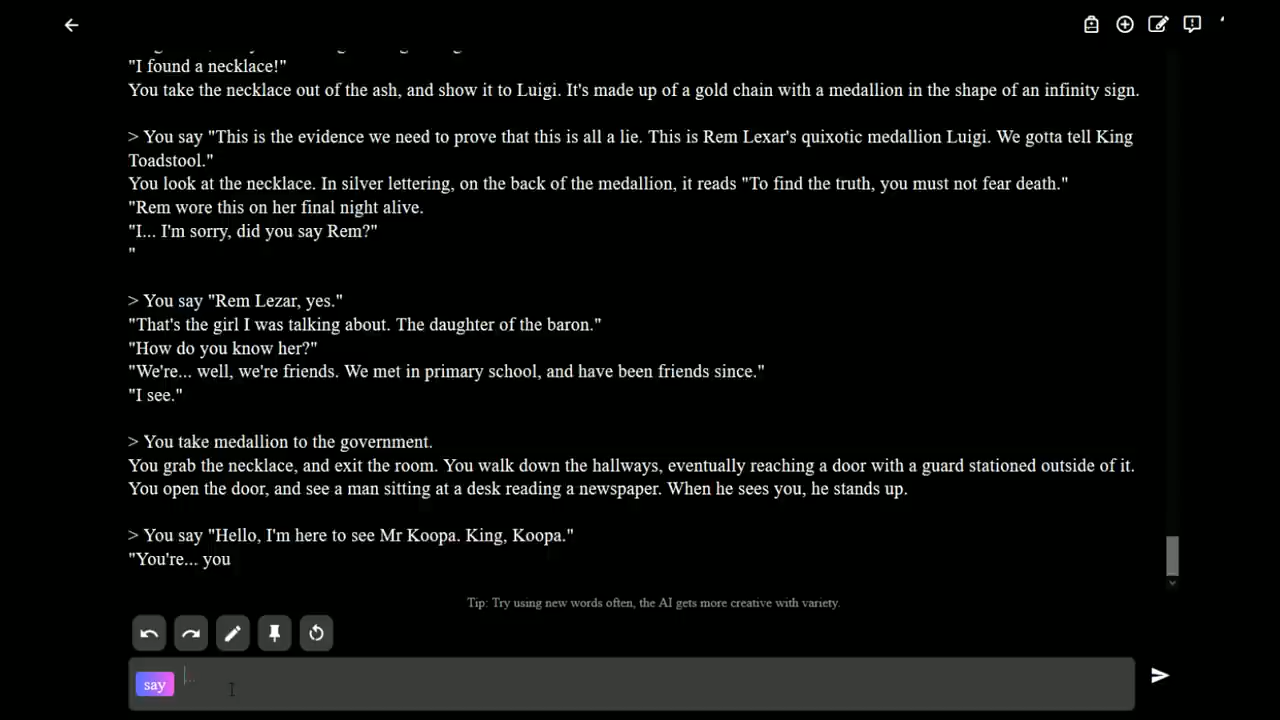 "I found a necklace!"
You take the necklace out of the ash, and show it to Luigi. It's made up of a gold chain with a medallion in the shape of an infinity sign.
> You say "This is the evidence we need to prove that this is all a lie. This is Rem Lexar's quixotic medallion Luigi. We gotta tell King
Toadstool."
You look at the necklace. In silver lettering, on the back of the medallion, it reads "To find the truth, you must not fear death."
"Rem wore this on her final night alive.
"I... I'm sorry, did you say Rem?"
"
> You say "Rem Lezar, yes."
"That's the girl I was talking about. The daughter of the baron."
"How do you know her?"
"We're... well, we're friends. We met in primary school, and have been friends since."
"I see."
> You take medallion to the government.
You grab the necklace, and exit the room. You walk down the hallways, eventually reaching a door with a guard stationed outside of it.
You open the door, and see a man sitting at a desk reading a newspaper. When he sees you, he stands up.
> You say "Hello, I'm here to see Mr Koopa. King, Koopa."
"You're... you
Tip: Try using new words often, the AI gets more creative with variety.
say ...